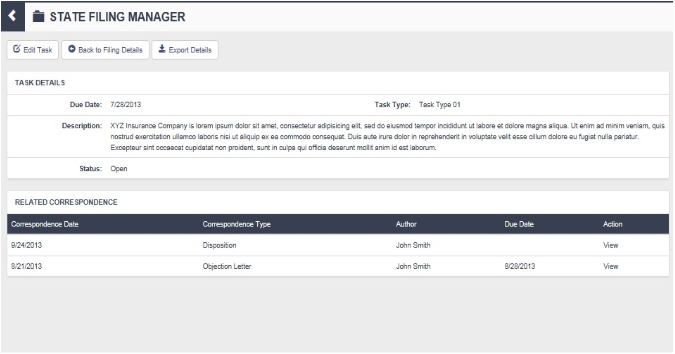 STATE FILING MANAGER
Edit Task Back to Filing Details Export Details
TASK DETAILS
Due Date: 7/28/2013 Task Type: Task Type 01
Description: XYZ Insurance Company is lorem ipsum dolor sit amet, consectetur adipisicing elit, sed do eiusmod tempor incididunt ut labore et dolore magna aliqua. Ut enim ad minim veniam, quis
nostrud exercitation ullamco laboris nisi ut aliquip ex ea commodo consequat. Duis aute irure dolor in reprehenderit in voluptate velit esse cillum dolore eu fugiat nulla pariatur.
Excepteur sint occaecat cupidatat non proident, sunt in culpa qui officia deserunt mollit anim id est laborum.
Status: Open
RELATED CORRESPONDENCE
Correspondence Date Correspondence Type Author Due Date Action
9/24/2013 Disposition John Smith View
8/21/2013 Objection Letter John Smith 8/28/2013 View